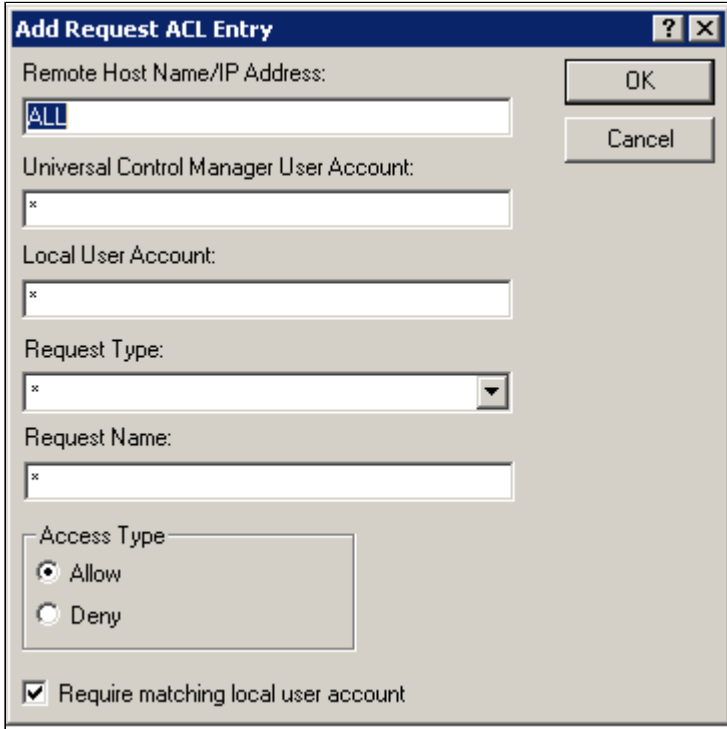 Add Request ACL Entry
Remote Host Name/IP Address:
OK
ALL
Cancel
Universal Control Manager User Account:
*
Local User Account:
*
Request Type:
*
Request Name:
*
Access Type
Allow
Deny
Require matching local user account